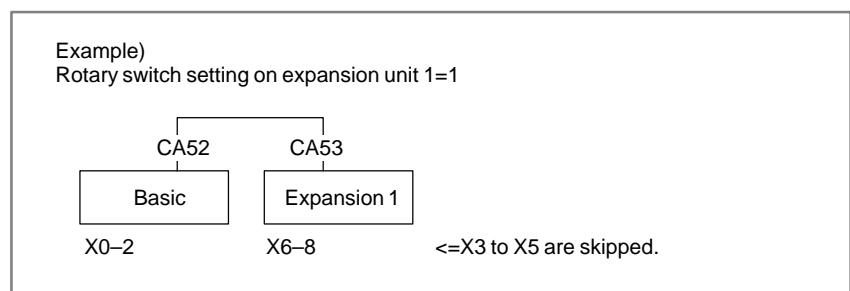 Example)
Rotary switch setting on expansion unit 1=1
CA52 CA53
Basic Expansion 1
X0–2 X6–8 <=X3 to X5 are skipped.